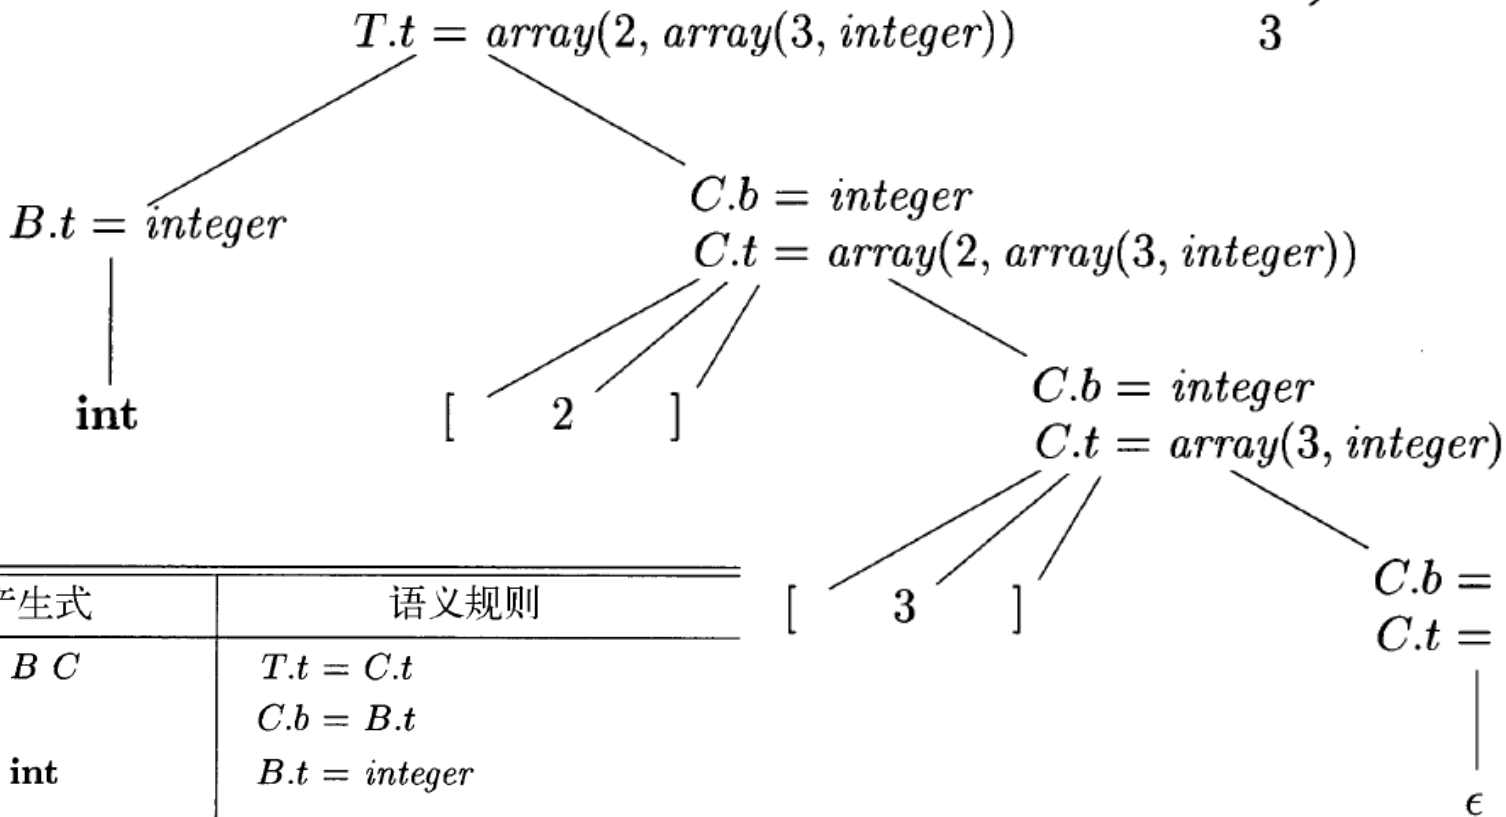 T.t = array(2, array(3, integer))
3
C.b = integer
B.t = integer
C.t = array(2, array(3, integer))
int
[ 2 ]
C.b = integer
C.t = array(3, integer)
[ 3 ]
C.b =
C.t =
ϵ
生式 语义规则
B C T.t = C.t
C.b = B.t
int B.t = integer